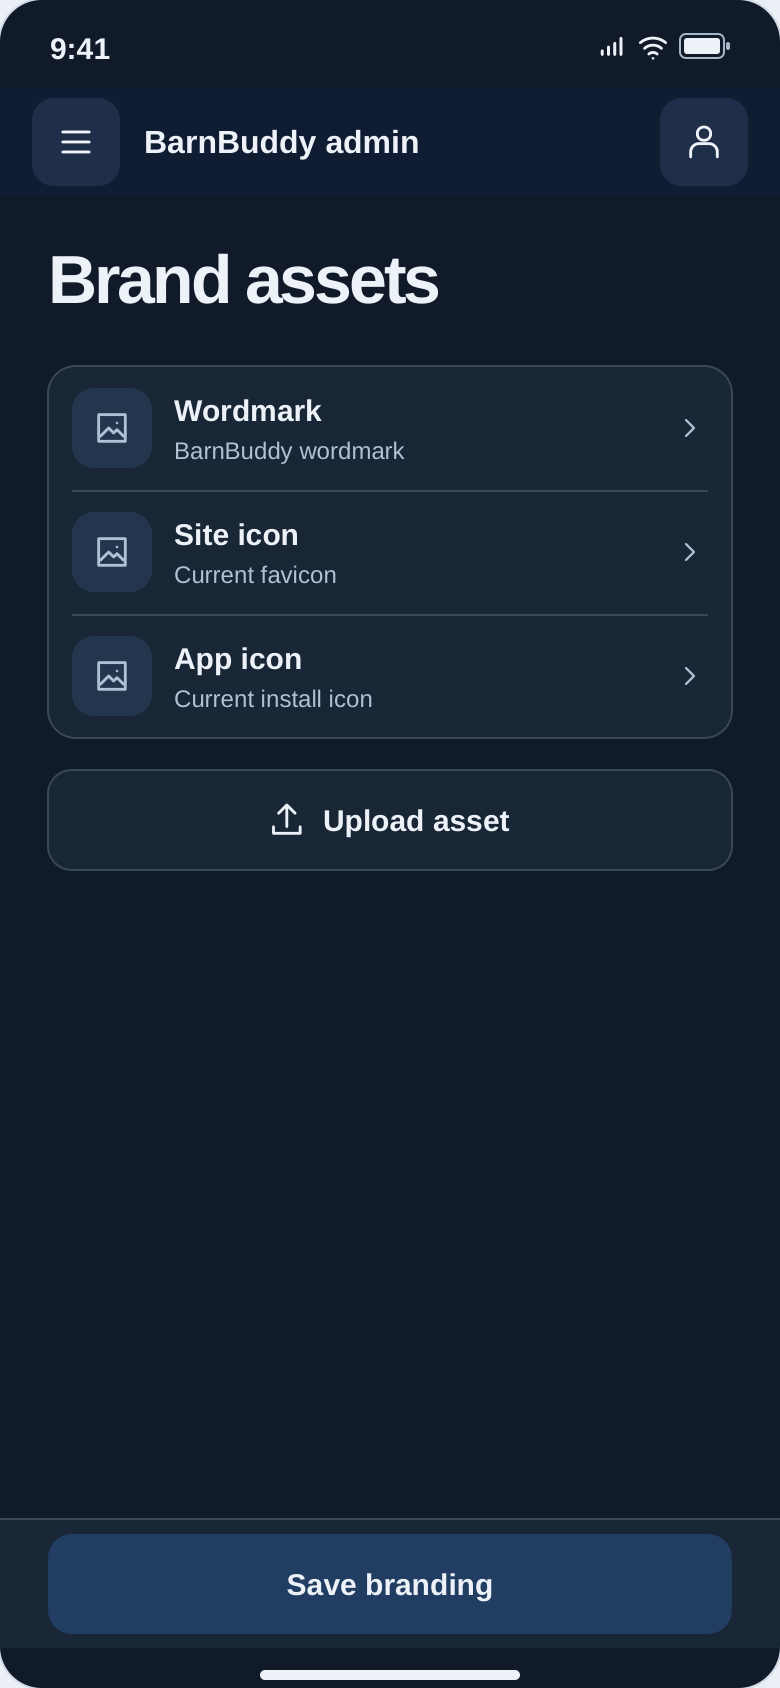 9:41
BarnBuddy admin
Brand assets
Wordmark
BarnBuddy wordmark
Site icon
Current favicon
App icon
Current install icon
Upload asset
Save branding